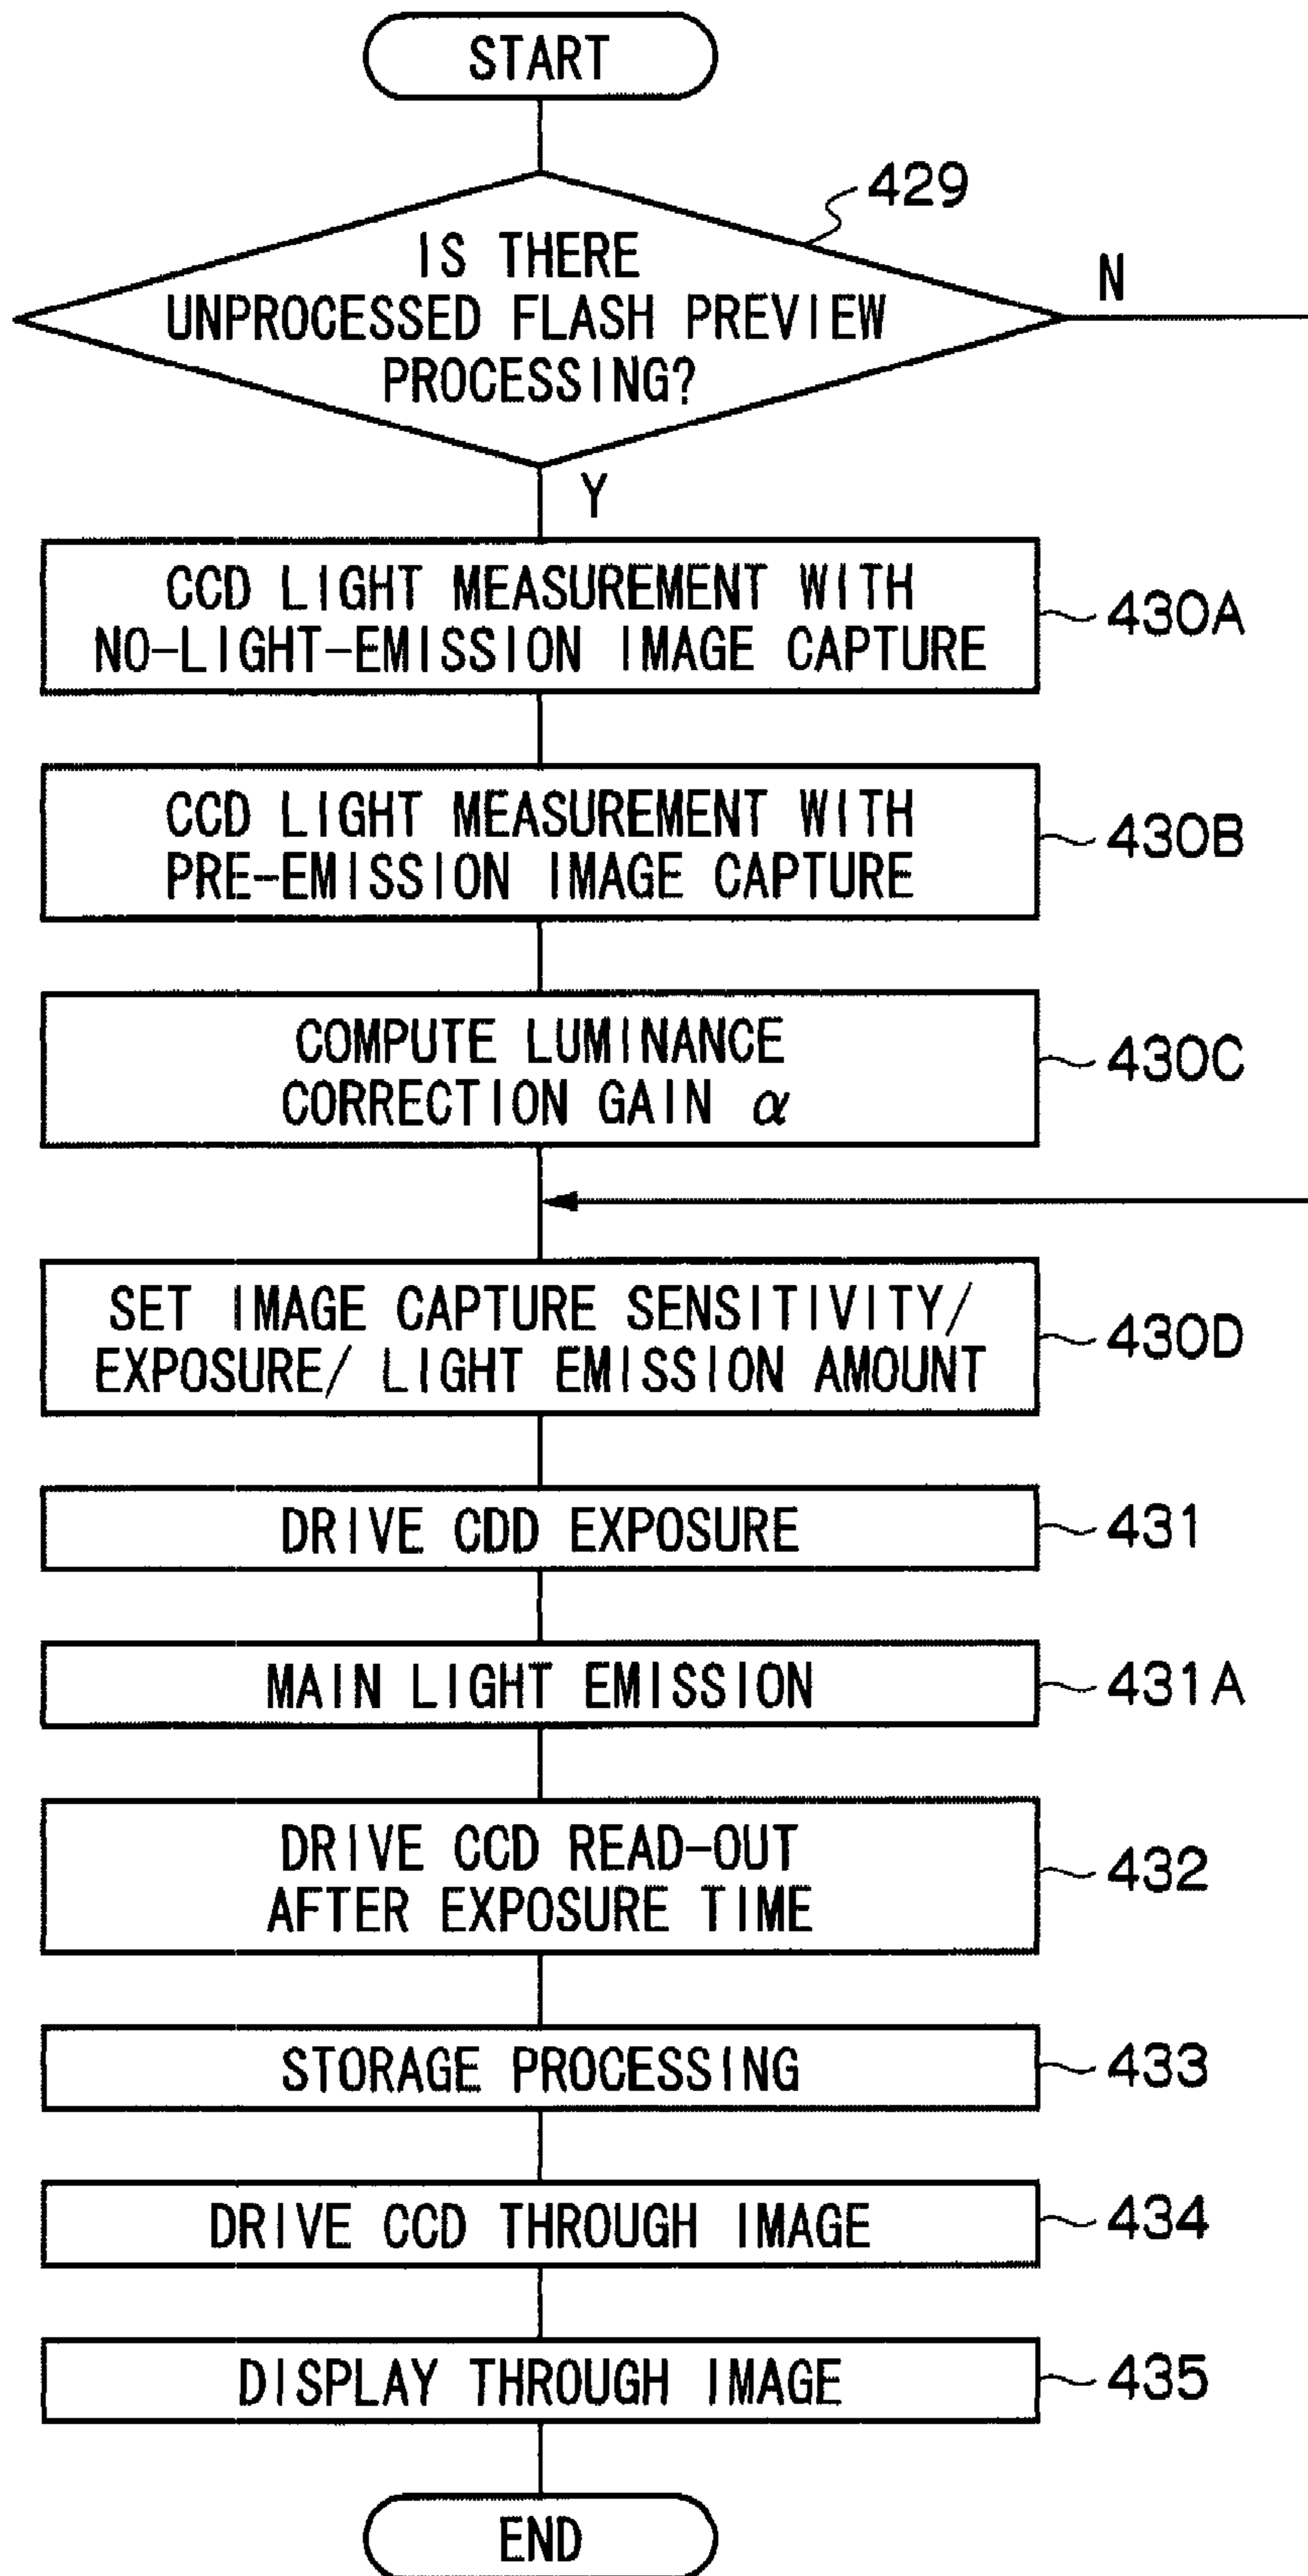 START
429
IS THERE
UNPROCESSED FLASH PREVIEW
PROCESSING?
N
Y
CCD LIGHT MEASUREMENT WITH
NO-LIGHT-EMISSION IMAGE CAPTURE
430A
CCD LIGHT MEASUREMENT WITH
PRE-EMISSION IMAGE CAPTURE
430B
COMPUTE LUMINANCE
CORRECTION GAIN α
430C
SET IMAGE CAPTURE SENSITIVITY/
EXPOSURE/ LIGHT EMISSION AMOUNT
430D
DRIVE CDD EXPOSURE
431
MAIN LIGHT EMISSION
431A
DRIVE CCD READ-OUT
AFTER EXPOSURE TIME
432
STORAGE PROCESSING
433
DRIVE CCD THROUGH IMAGE
434
DISPLAY THROUGH IMAGE
435
END